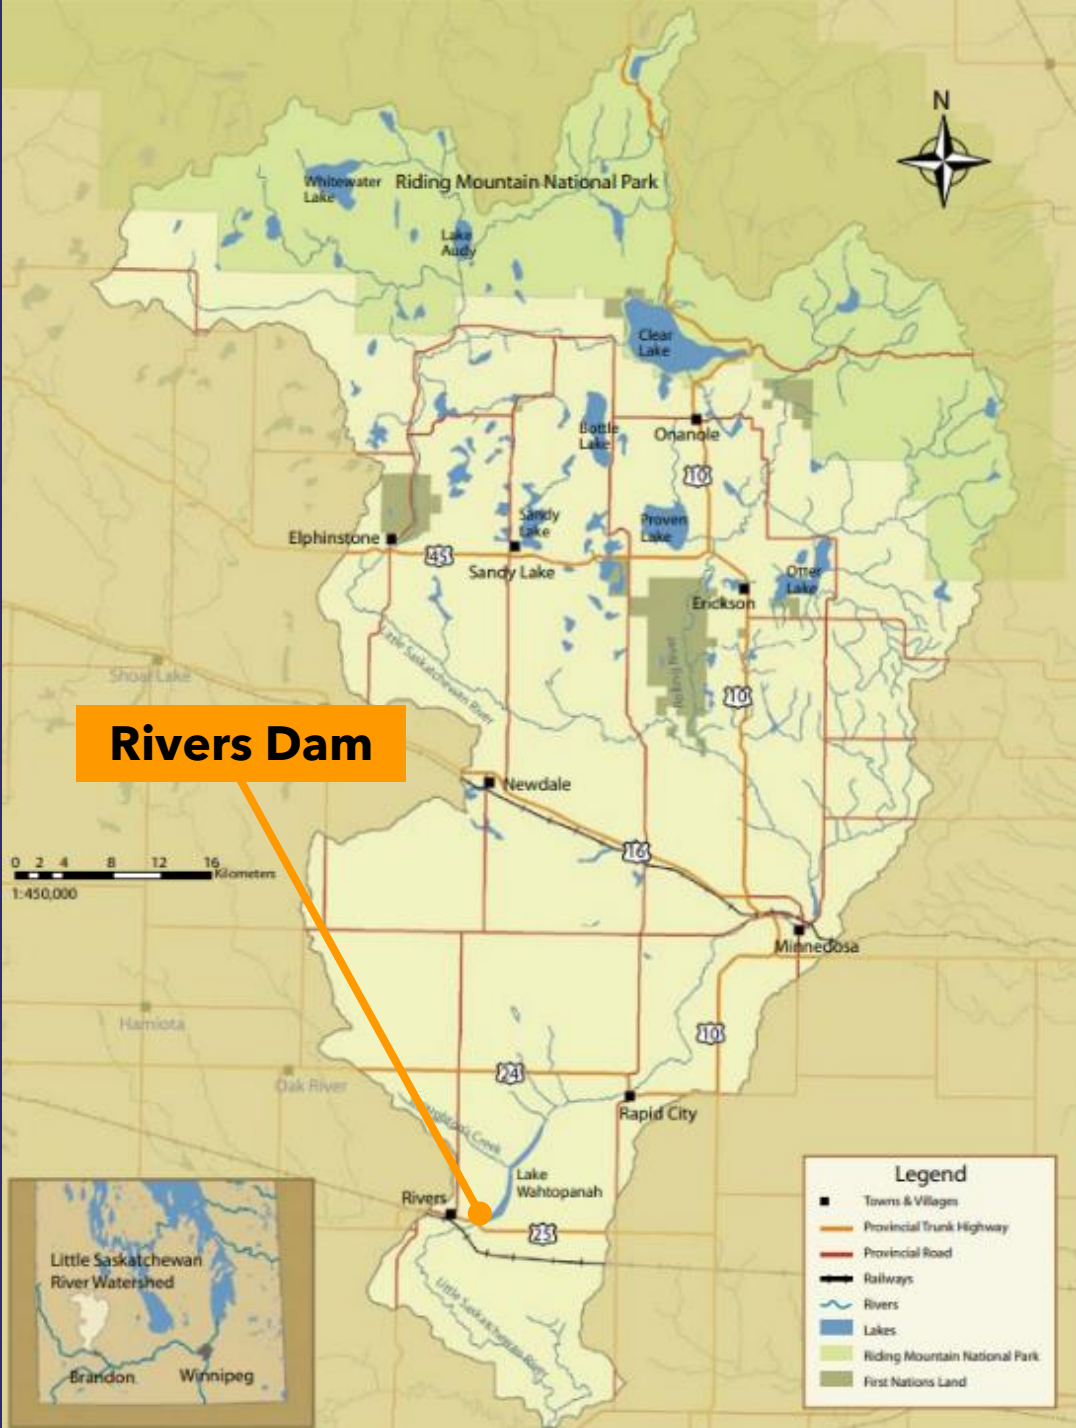 N
Whitewater
Lake
Riding Mountain National Park
Lake
Audy
Clear
Lake
Bottle
Lake
Onanole
10
Sandy
Lake
Proven
Lake
Elphinstone
45
Sandy Lake
Otter
Lake
Erickson
Little Saskatchewan River
Rolling River
Shoal Lake
10
Rivers Dam
Newdale
16
0 2 4 8 12 16
Kilometers
1:450,000
Minnedosa
Hamiota
10
24
Oak River
Rapid City
Creek
Lake
Wahtopanah
Rivers
25
Little Saskatchewan River
Little Saskatchewan
River Watershed
Brandon
Winnipeg
Legend
Towns & Villages
Provincial Trunk Highway
Provincial Road
Railways
Rivers
Lakes
Riding Mountain National Park
First Nations Land